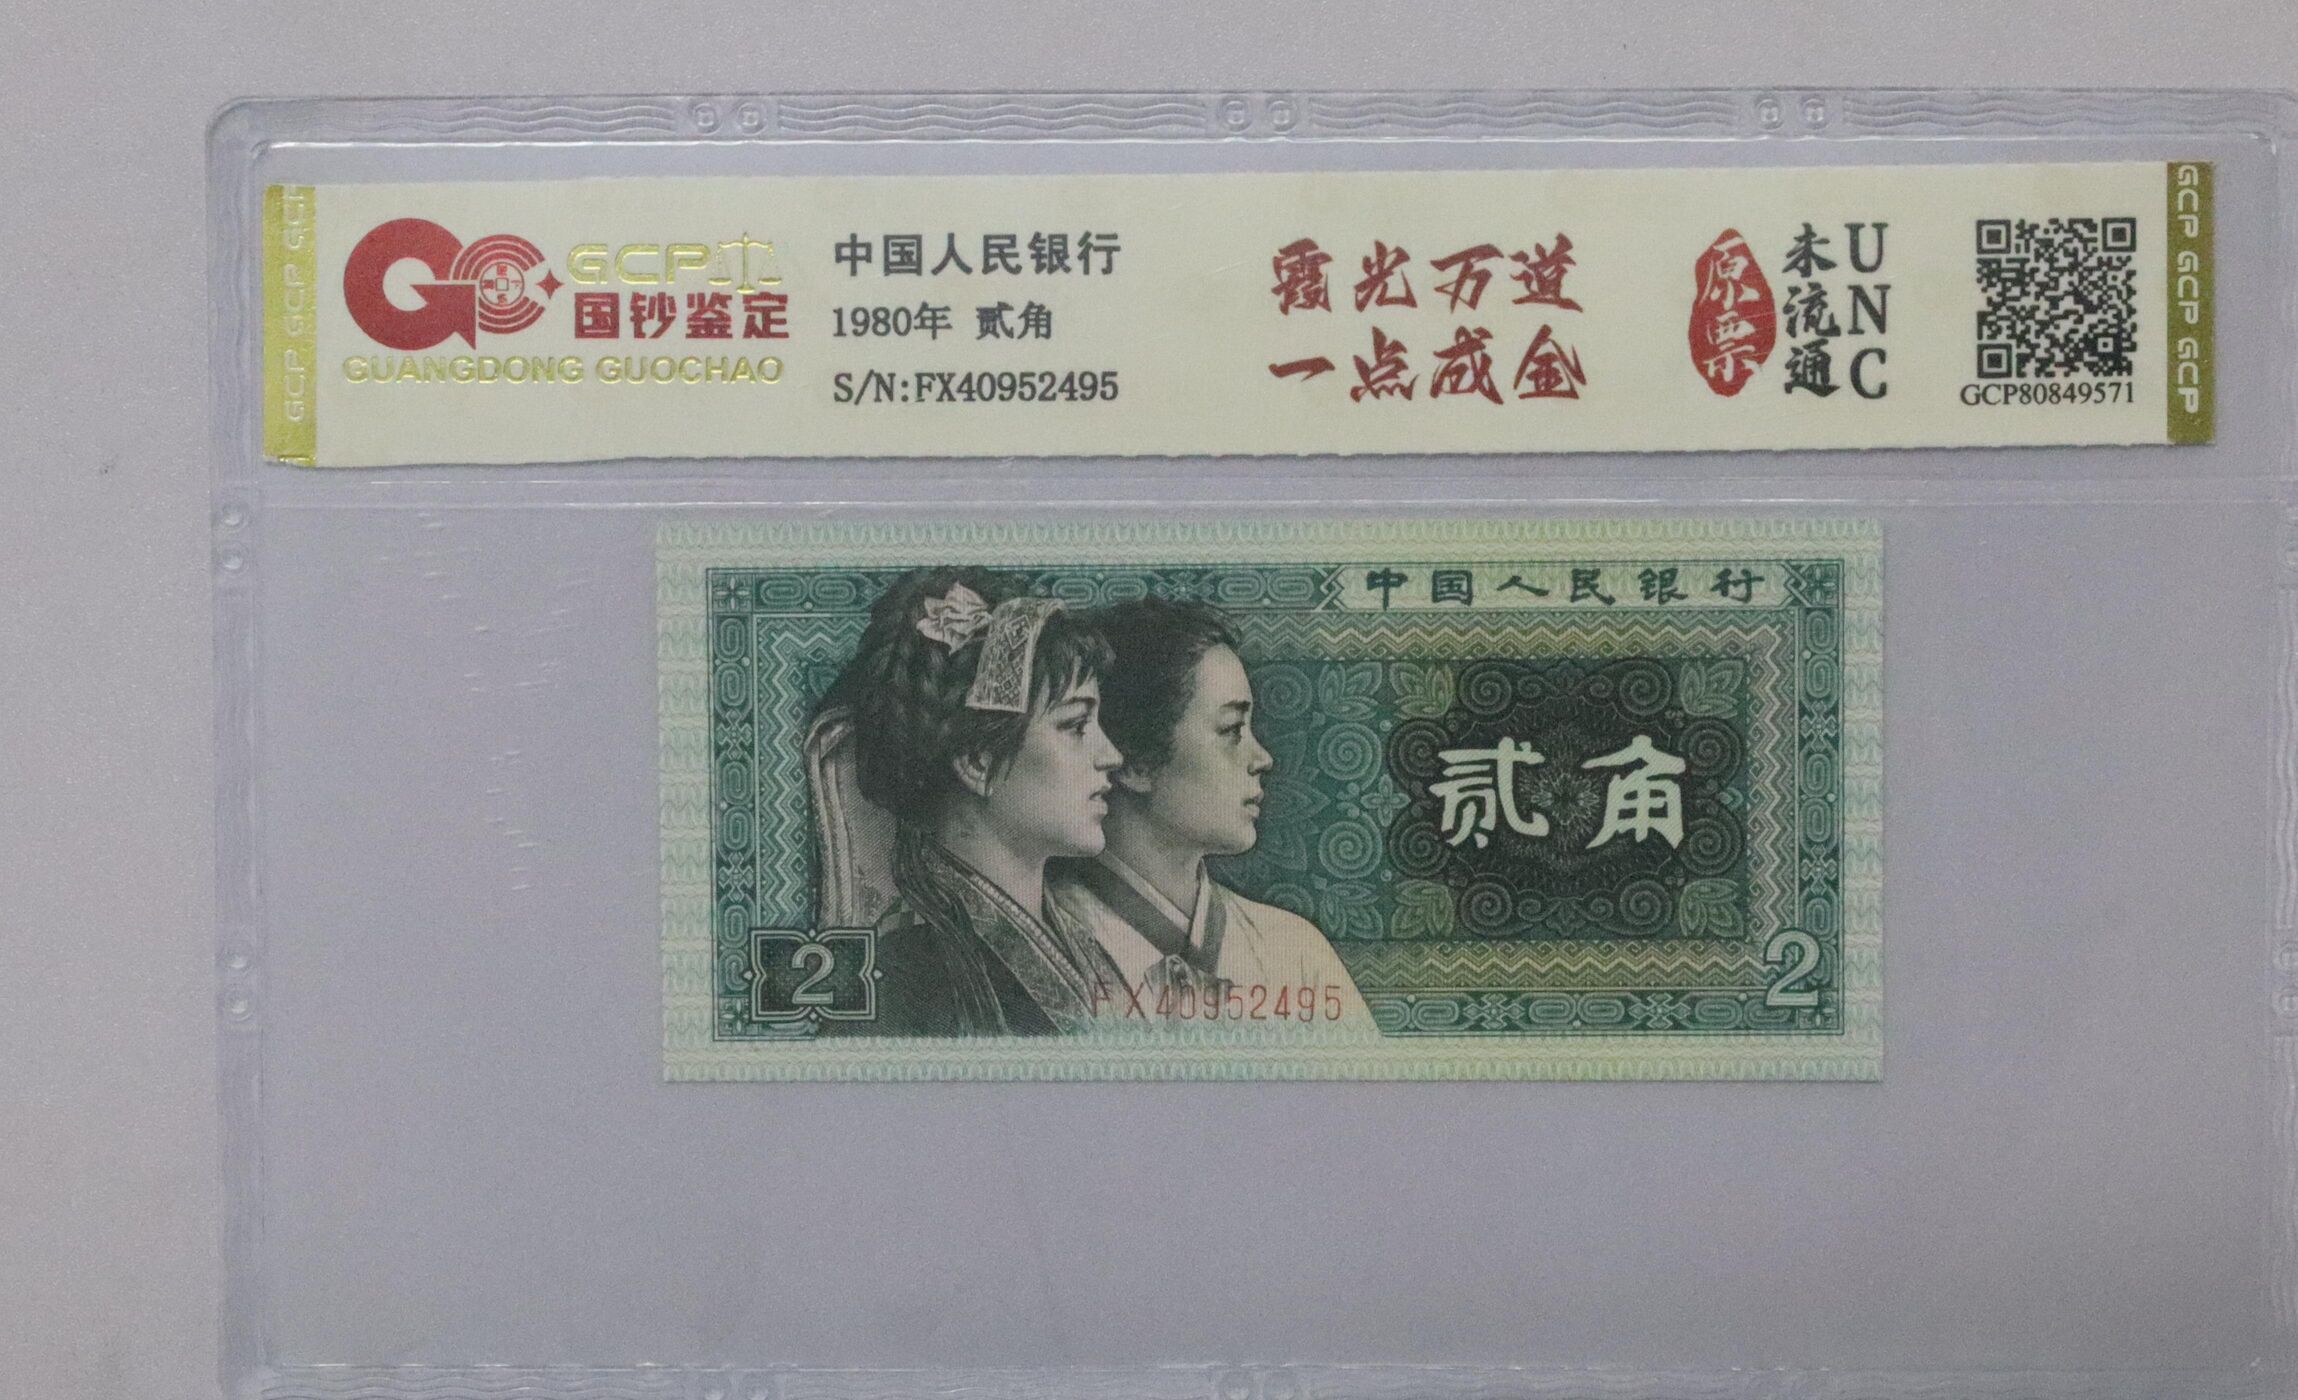 GCP
国钞鉴定
GUANGDONG GUOCHAO
中国人民银行
1980年 贰角
S/N:FX40952495
霞光万道
一点成金
原票
未流通
UNC
GCP80849571
GCP GCP GCP
GCP GCP GCP
中国人民银行
贰角
2
FX40952495
2